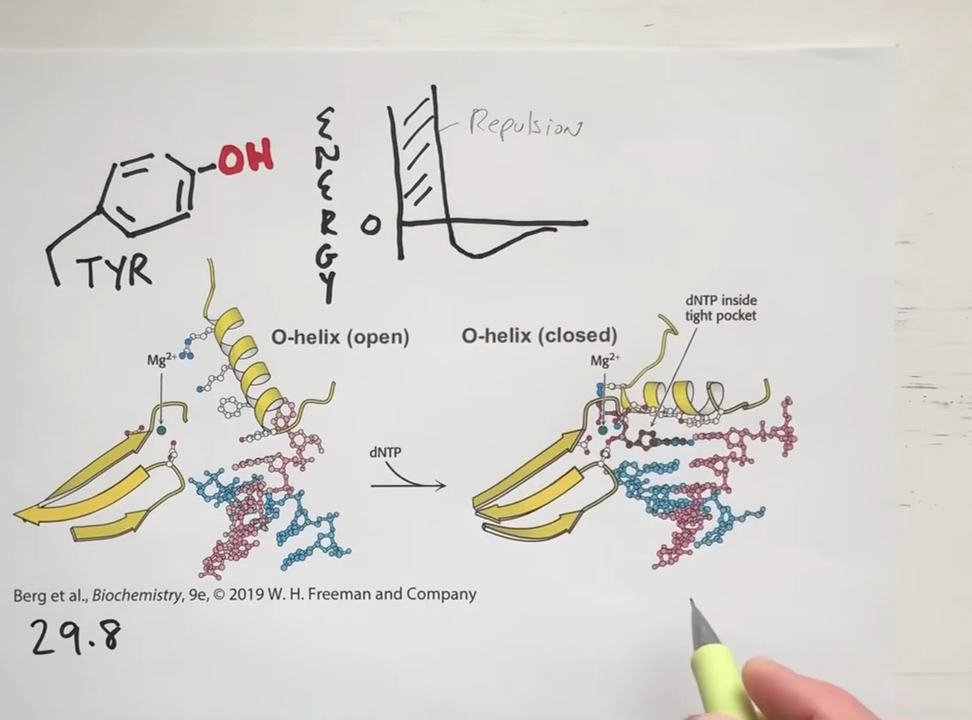 OH
TYR
ENERGY
0
Repulsion
O-helix (open)
Mg²⁺
dNTP
O-helix (closed)
Mg²⁺
dNTP inside
tight pocket
Berg et al., Biochemistry, 9e, © 2019 W. H. Freeman and Company
29.8